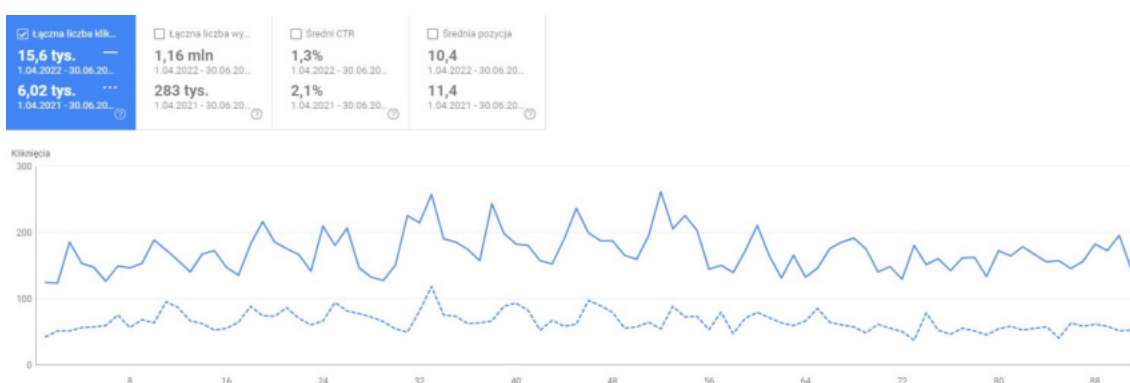 Łączna liczba klik...
15,6 tys.
1.04.2022 - 30.06.20...
6,02 tys.
1.04.2021 - 30.06.20...
Łączna liczba wy...
1,16 mln
1.04.2022 - 30.06.20...
283 tys.
1.04.2021 - 30.06.20...
Średni CTR
1,3%
1.04.2022 - 30.06.20...
2,1%
1.04.2021 - 30.06.20...
Średnia pozycja
10,4
1.04.2022 - 30.06.20...
11,4
1.04.2021 - 30.06.20...
Kliknięcia
300
200
100
0
8 16 24 32 40 48 56 64 72 80 88